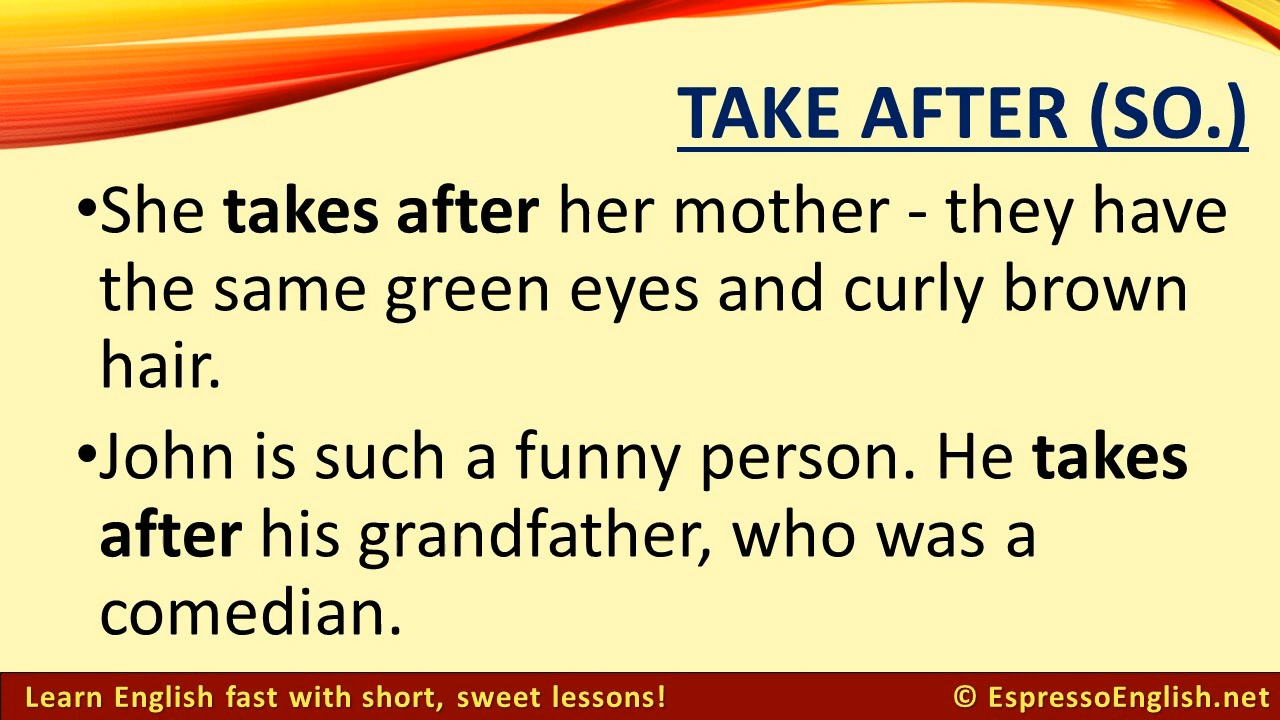 TAKE AFTER (SO.)
•She takes after her mother - they have
the same green eyes and curly brown
hair.
•John is such a funny person. He takes
after his grandfather, who was a
comedian.
Learn English fast with short, sweet lessons!
© EspressoEnglish.net